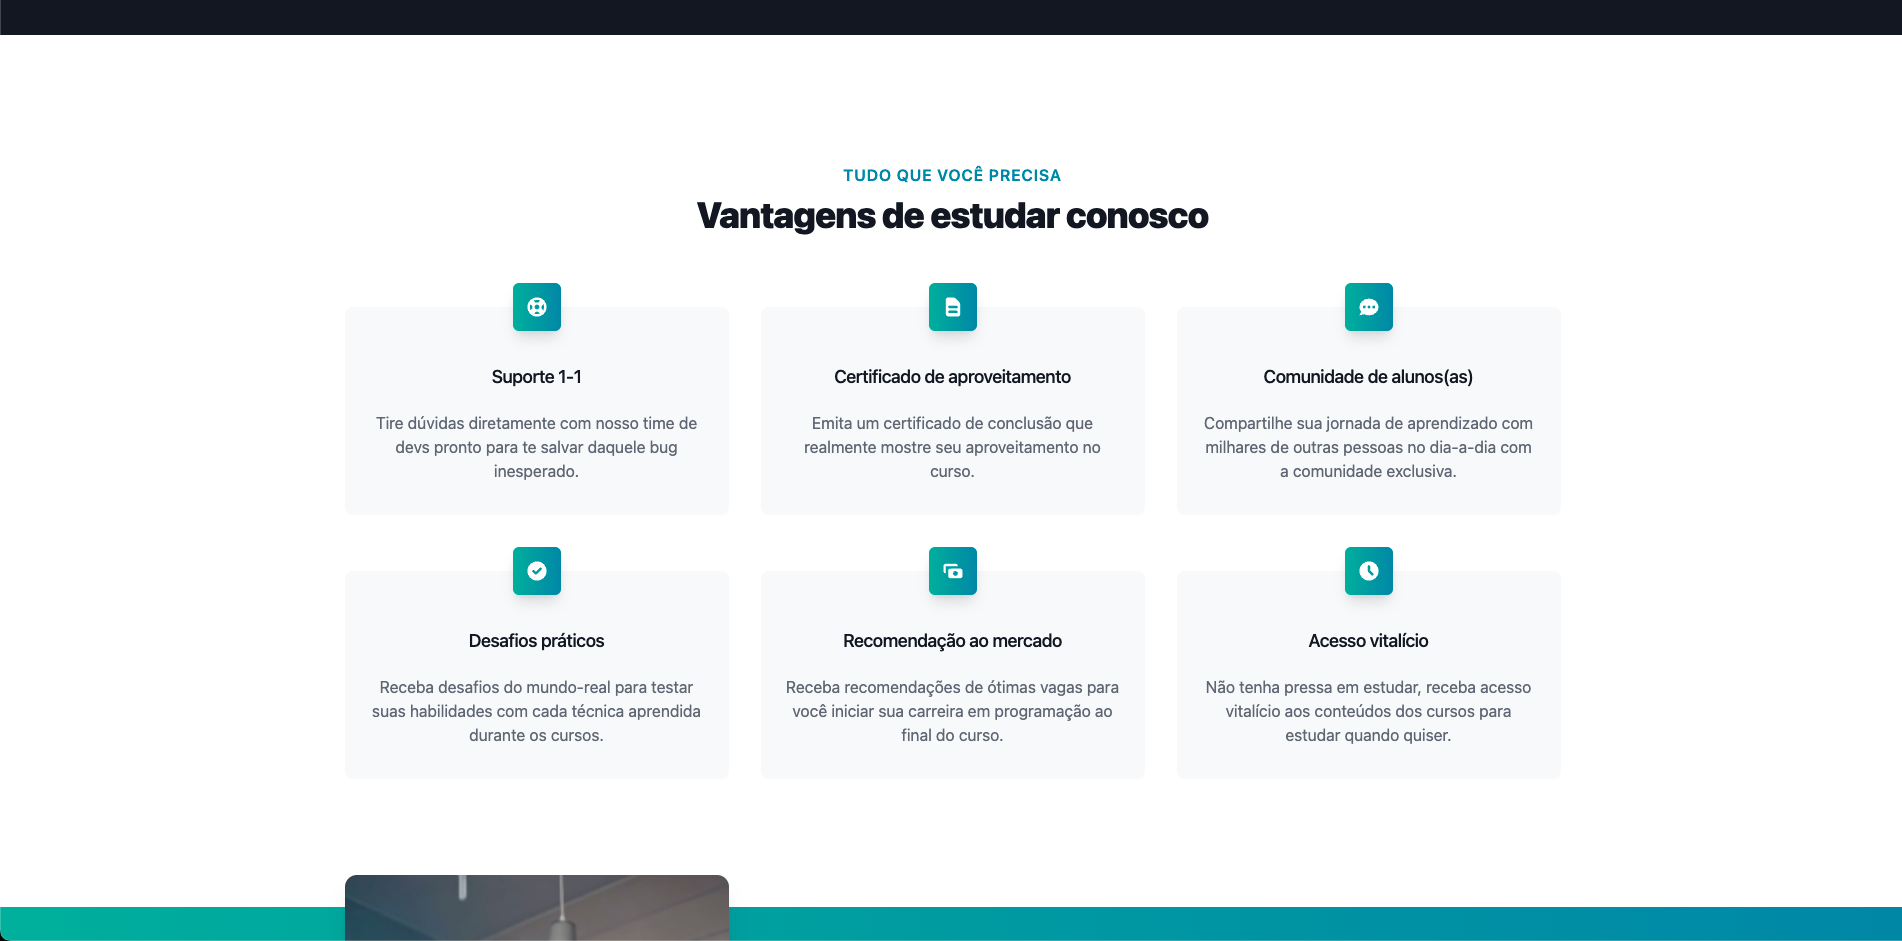 TUDO QUE VOCÊ PRECISA
Vantagens de estudar conosco
Suporte 1-1
Tire dúvidas diretamente com nosso time de
devs pronto para te salvar daquele bug
inesperado.
Certificado de aproveitamento
Emita um certificado de conclusão que
realmente mostre seu aproveitamento no
curso.
Comunidade de alunos(as)
Compartilhe sua jornada de aprendizado com
milhares de outras pessoas no dia-a-dia com
a comunidade exclusiva.
Desafios práticos
Receba desafios do mundo-real para testar
suas habilidades com cada técnica aprendida
durante os cursos.
Recomendação ao mercado
Receba recomendações de ótimas vagas para
você iniciar sua carreira em programação ao
final do curso.
Acesso vitalício
Não tenha pressa em estudar, receba acesso
vitalício aos conteúdos dos cursos para
estudar quando quiser.